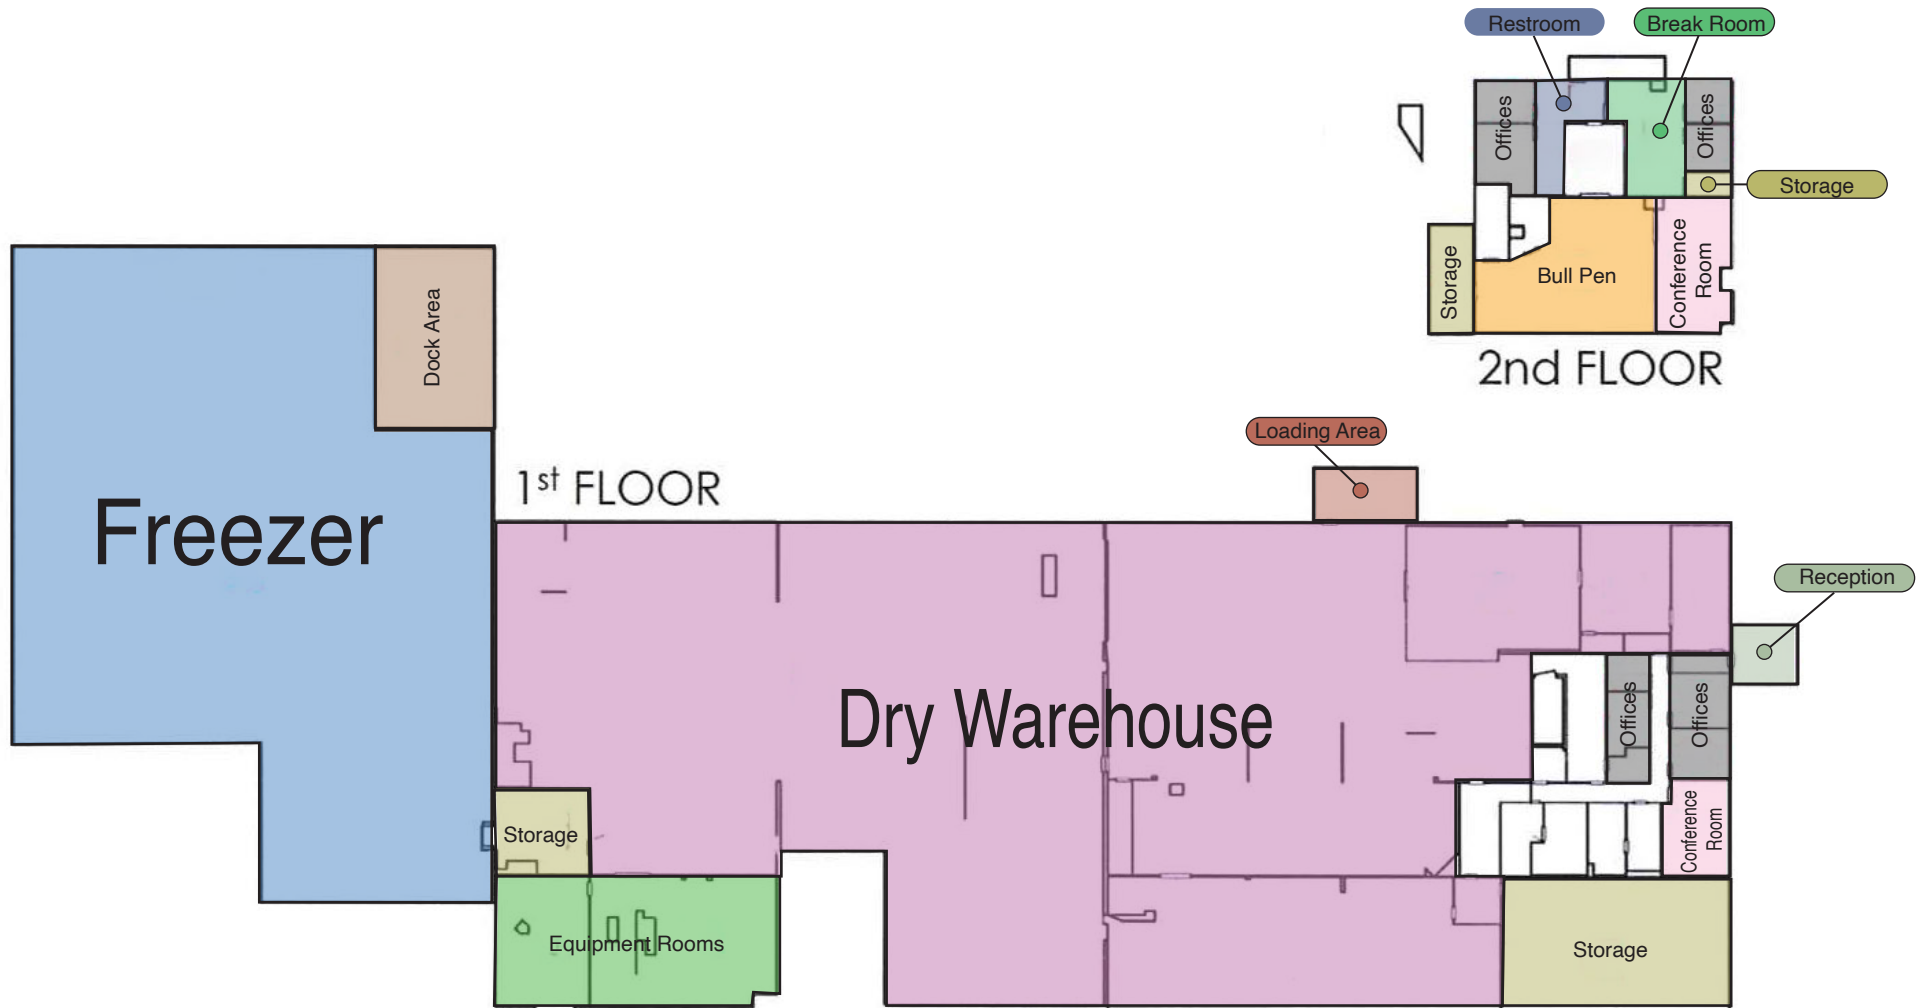 Restroom
Break Room
Offices
Offices
Storage
Storage
Bull Pen
Conference
Room
2nd FLOOR
Dock Area
Loading Area
1st FLOOR
Freezer
Reception
Dry Warehouse
Offices
Offices
Storage
Conference
Room
Equipment Rooms
Storage